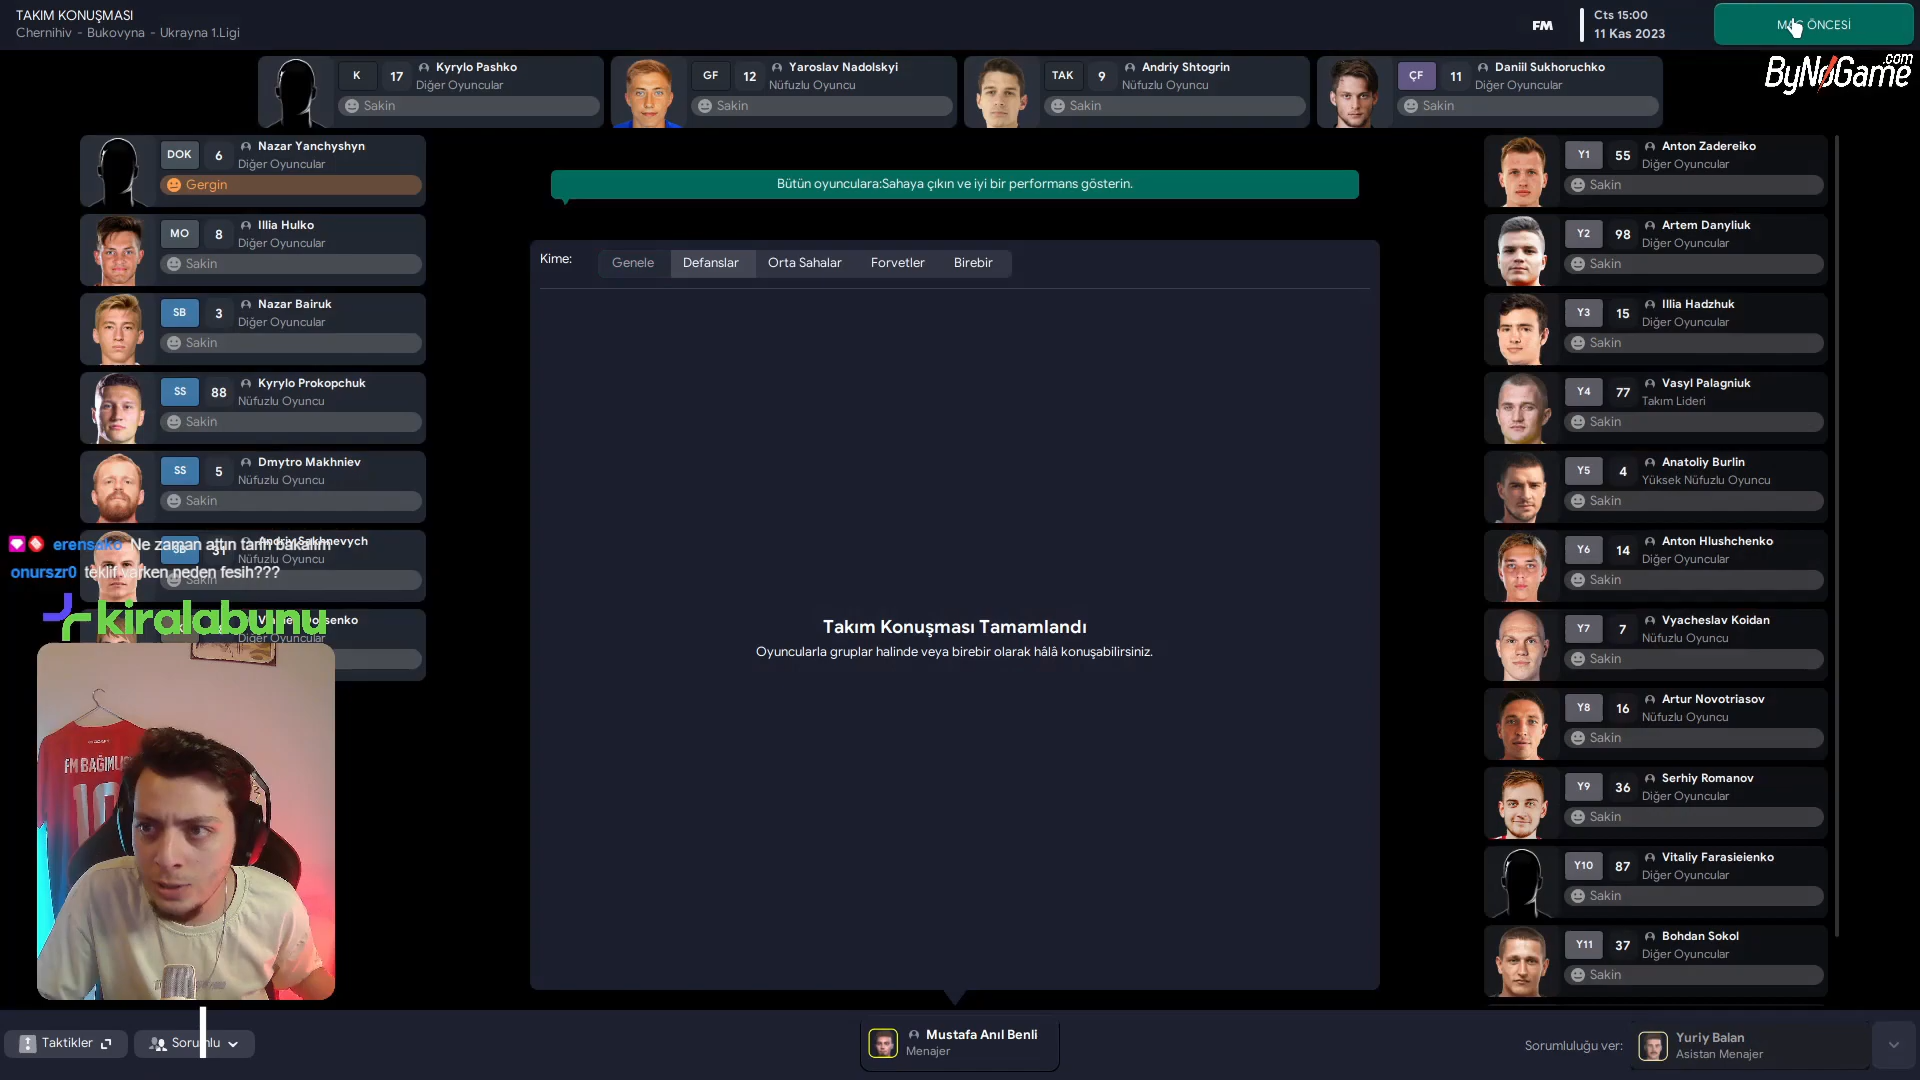 TAKIM KONUŞMASI
Chernihiv - Bukovyna - Ukrayna 1.Ligi
FM
Cts 15:00
11 Kas 2023
MAÇ ÖNCESİ
ByNoGame.com
K 17 Kyrylo Pashko
Diğer Oyuncular
Sakin
GF 12 Yaroslav Nadolskyi
Nüfuzlu Oyuncu
Sakin
TAK 9 Andriy Shtogrin
Nüfuzlu Oyuncu
Sakin
ÇF 11 Daniil Sukhoruchko
Diğer Oyuncular
Sakin
DOK 6 Nazar Yanchyshyn
Diğer Oyuncular
Gergin
MO 8 Illia Hulko
Diğer Oyuncular
Sakin
SB 3 Nazar Bairuk
Diğer Oyuncular
Sakin
SS 88 Kyrylo Prokopchuk
Nüfuzlu Oyuncu
Sakin
SS 5 Dmytro Makhniev
Nüfuzlu Oyuncu
Sakin
Andriy Sakhnevych
Nüfuzlu Oyuncu
Sakin
erensako Ne zaman attın tarih bakalım
onurszr0 teklif varken neden fesih???
kiralabunu
Diğer Oyuncular
FM BAĞIMLISI
10
Bütün oyunculara:Sahaya çıkın ve iyi bir performans gösterin.
Kime: Genele Defanslar Orta Sahalar Forvetler Birebir
Takım Konuşması Tamamlandı
Oyuncularla gruplar halinde veya birebir olarak hâlâ konuşabilirsiniz.
Y1 55 Anton Zadereiko
Diğer Oyuncular
Sakin
Y2 98 Artem Danyliuk
Diğer Oyuncular
Sakin
Y3 15 Illia Hadzhuk
Diğer Oyuncular
Sakin
Y4 77 Vasyl Palagniuk
Takım Lideri
Sakin
Y5 4 Anatoliy Burlin
Yüksek Nüfuzlu Oyuncu
Sakin
Y6 14 Anton Hlushchenko
Diğer Oyuncular
Sakin
Y7 7 Vyacheslav Koidan
Nüfuzlu Oyuncu
Sakin
Y8 16 Artur Novotriasov
Nüfuzlu Oyuncu
Sakin
Y9 36 Serhiy Romanov
Diğer Oyuncular
Sakin
Y10 87 Vitaliy Farasieienko
Diğer Oyuncular
Sakin
Y11 37 Bohdan Sokol
Diğer Oyuncular
Sakin
Taktikler
Sorumlu
Mustafa Anıl Benli
Menajer
Sorumluluğu ver:
Yuriy Balan
Asistan Menajer